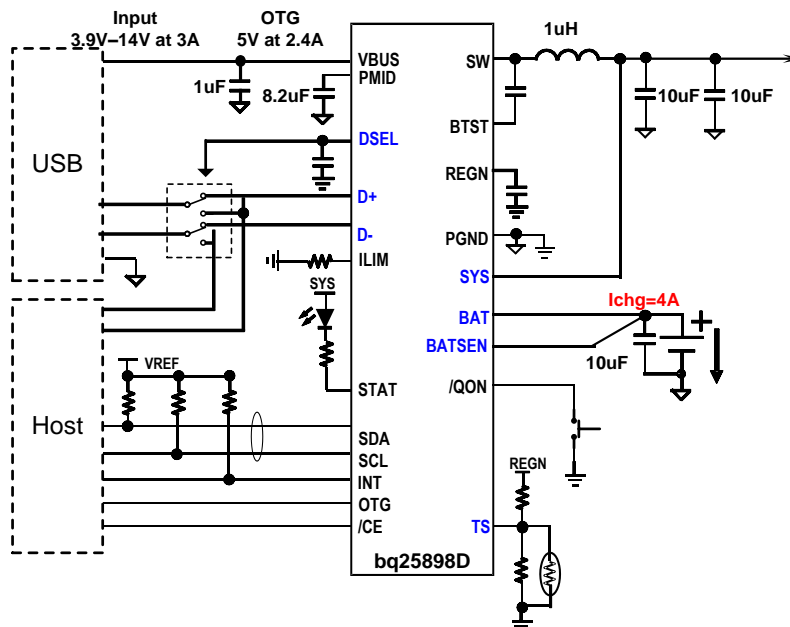 Input
3.9V–14V at 3A
OTG
5V at 2.4A
VBUS
PMID
1uF
8.2uF
DSEL
USB
D+
D-
ILIM
SYS
VREF
STAT
Host
SDA
SCL
INT
OTG
/CE
bq25898D
SW
1uH
10uF
10uF
BTST
REGN
PGND
SYS
BAT
Ichg=4A
+
BATSEN
10uF
/QON
REGN
TS